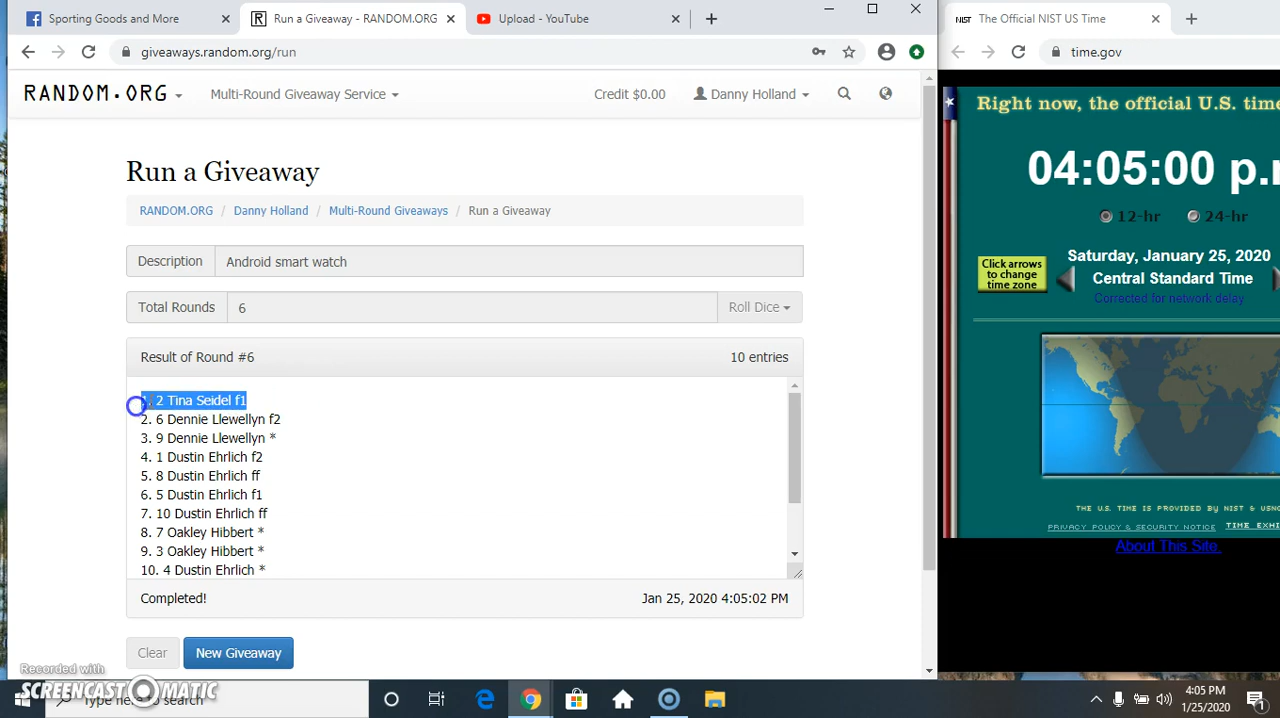 Sporting Goods and More
Run a Giveaway - RANDOM.ORG
Upload - YouTube
NIST The Official NIST US Time
giveaways.random.org/run
time.gov
RANDOM.ORG
Multi-Round Giveaway Service
Credit $0.00
Danny Holland
Run a Giveaway
RANDOM.ORG / Danny Holland / Multi-Round Giveaways / Run a Giveaway
Description Android smart watch
Total Rounds 6 Roll Dice
Result of Round #6 10 entries
2 Tina Seidel f1
2. 6 Dennie Llewellyn f2
3. 9 Dennie Llewellyn *
4. 1 Dustin Ehrlich f2
5. 8 Dustin Ehrlich ff
6. 5 Dustin Ehrlich f1
7. 10 Dustin Ehrlich ff
8. 7 Oakley Hibbert *
9. 3 Oakley Hibbert *
10. 4 Dustin Ehrlich *
Completed! Jan 25, 2020 4:05:02 PM
Clear New Giveaway
Right now, the official U.S. time
04:05:00 p.
12-hr 24-hr
Click arrows
to change
time zone
Saturday, January 25, 2020
Central Standard Time
Corrected for network delay
THE U.S. TIME IS PROVIDED BY NIST & USNO
PRIVACY POLICY & SECURITY NOTICE TIME EXHI
About This Site.
Recorded with
SCREENCAST MATIC
Type here to search
4:05 PM
1/25/2020
1